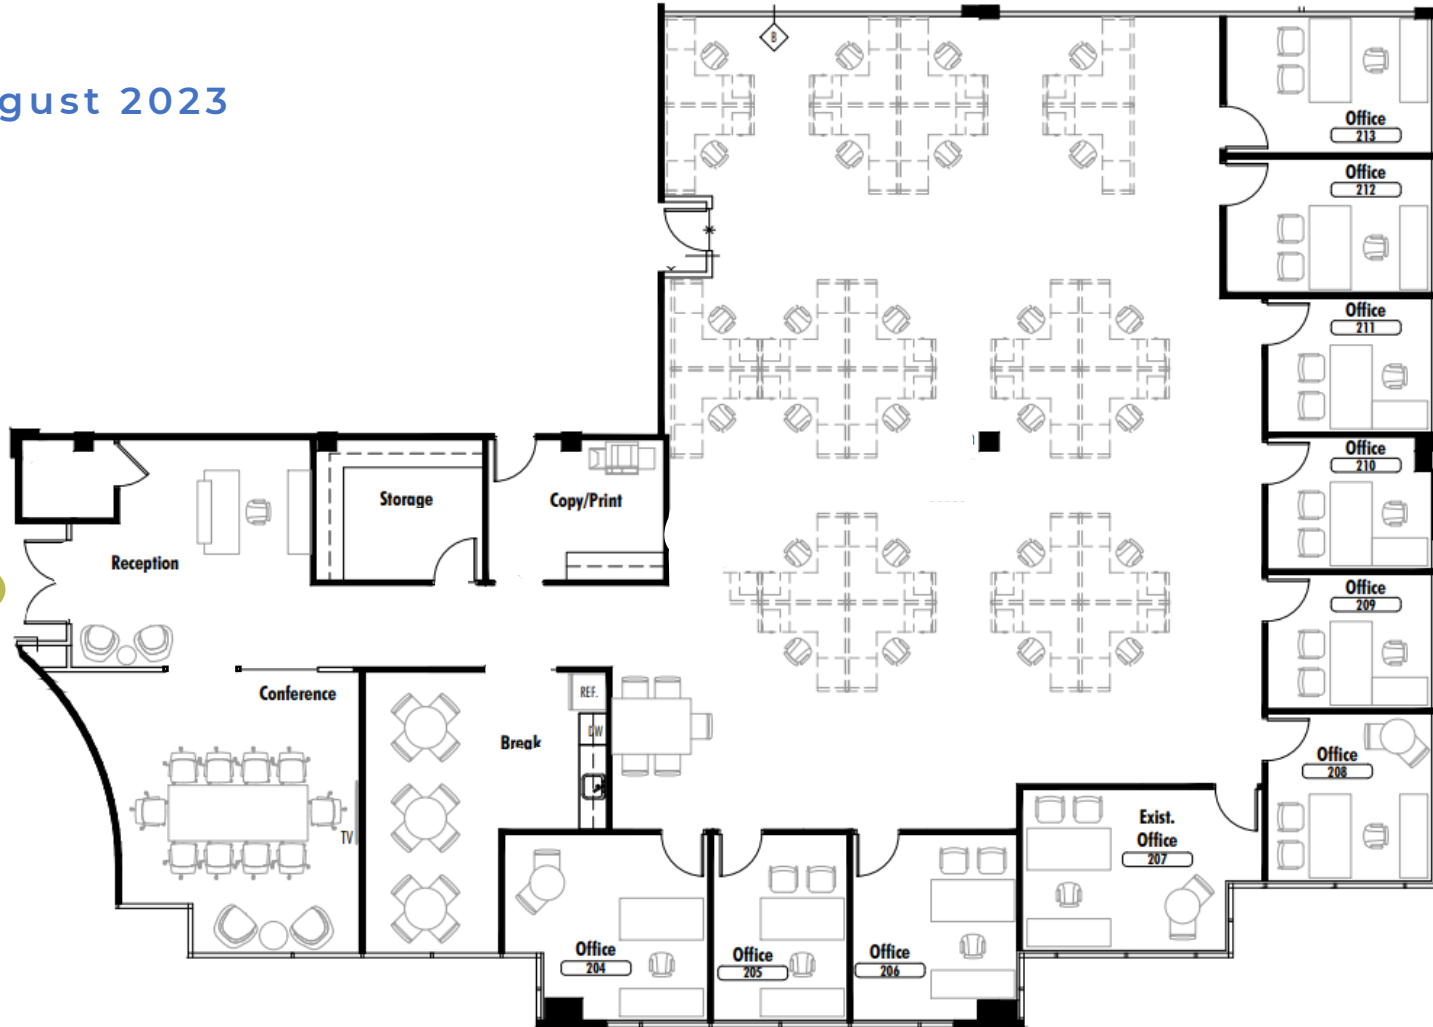 gust 2023
B
Office
213
Office
212
Office
211
Office
210
Office
209
Office
208
Exist.
Office
207
Office
206
Office
205
Office
204
Storage
Copy/Print
Reception
Conference
TV
Break
REF.
DW